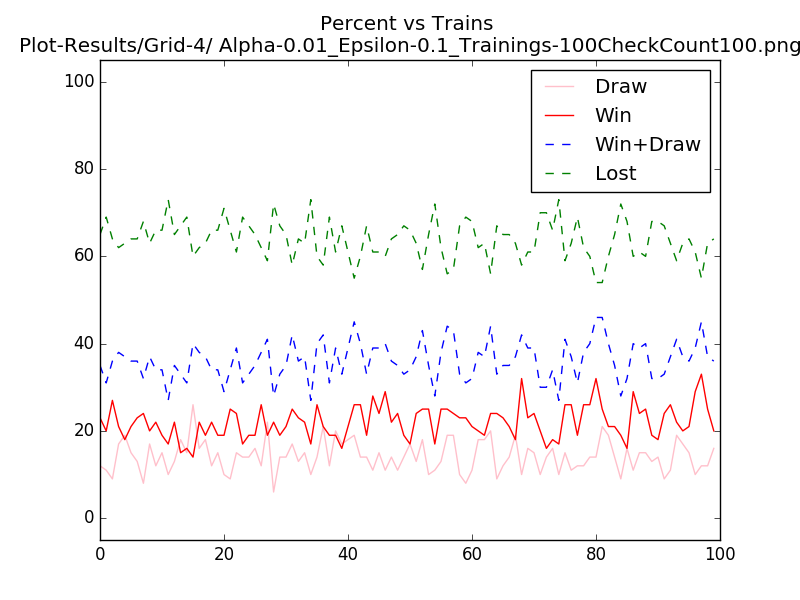 Percent vs Trains
Plot-Results/Grid-4/ Alpha-0.01_Epsilon-0.1_Trainings-100CheckCount100.png
Draw
Win
Win+Draw
Lost
100
80
60
40
20
0
0 20 40 60 80 100